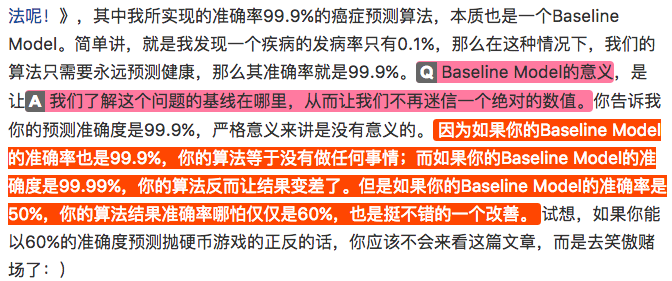 法呢！》，其中我所实现的准确率99.9%的癌症预测算法，本质也是一个Baseline
Model。简单讲，就是我发现一个疾病的发病率只有0.1%，那么在这种情况下，我们的
算法只需要永远预测健康，那么其准确率就是99.9%。Q Baseline Model的意义，是
让A我们了解这个问题的基线在哪里，从而让我们不再迷信一个绝对的数值。你告诉我
你的预测准确度是99.9%，严格意义来讲是没有意义的。因为如果你的Baseline Model
的准确率也是99.9%，你的算法等于没有做任何事情；而如果你的Baseline Model的准
确度是99.99%，你的算法反而让结果变差了。但是如果你的Baseline Model的准确率是
50%，你的算法结果准确率哪怕仅仅是60%，也是挺不错的一个改善。试想，如果你能
以60%的准确度预测抛硬币游戏的正反的话，你应该不会来看这篇文章，而是去笑傲赌
场了：）